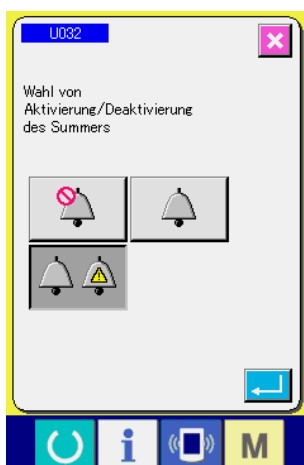 U032
Wahl von
Aktivierung/Deaktivierung
des Summers
M